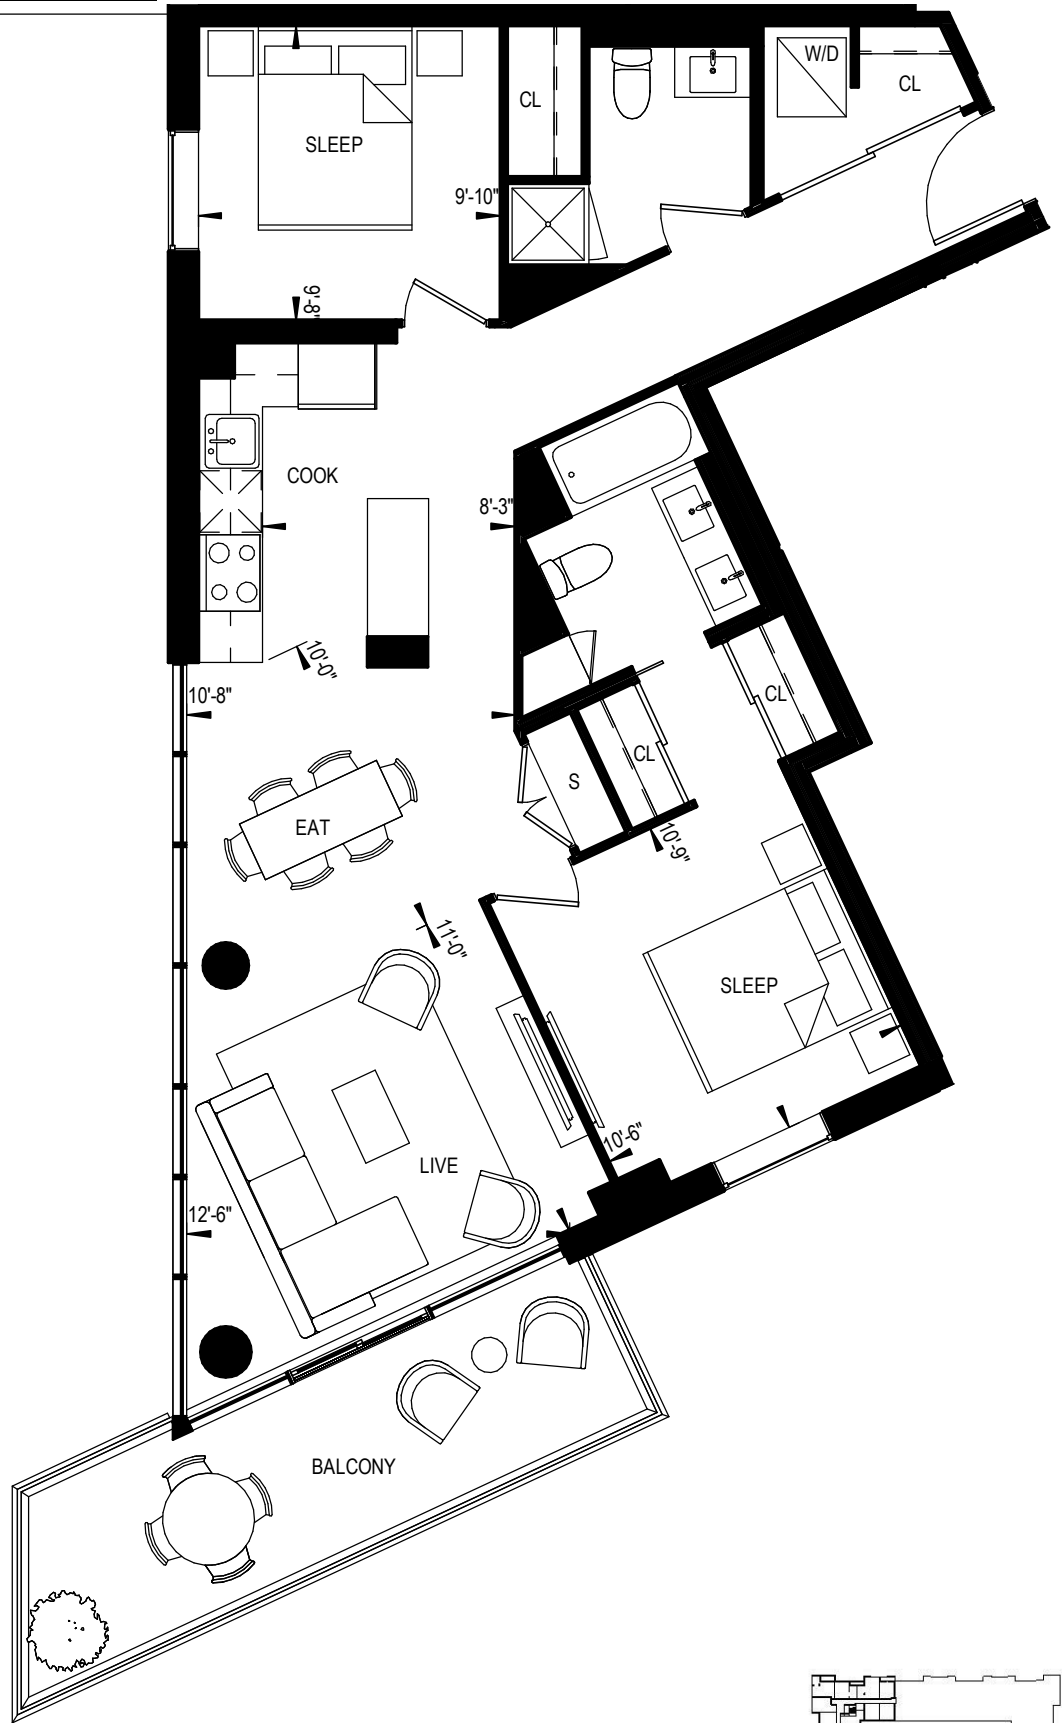 W/D
CL
CL
SLEEP
9'-10"
9'-8"
COOK
8'-3"
10'-0"
10'-8"
CL
CL
S
EAT
10'-9"
11'-0"
SLEEP
10'-6"
LIVE
12'-6"
BALCONY